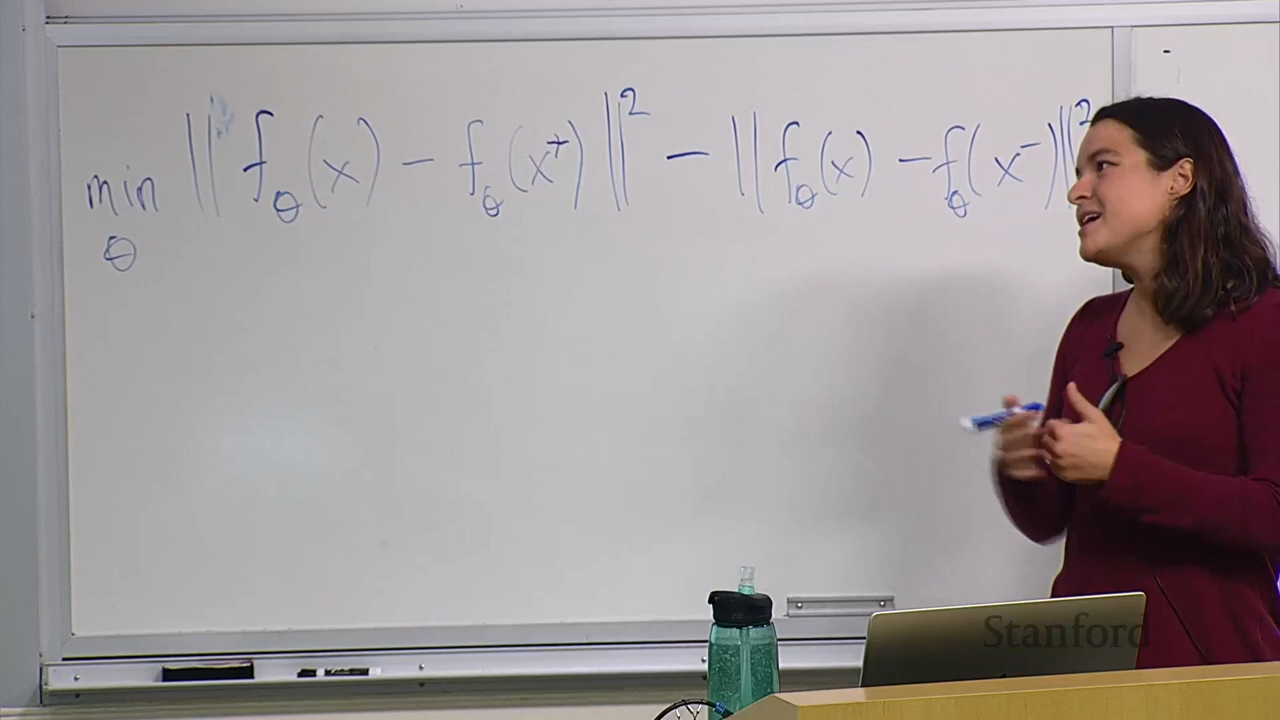 min θ ‖ f_θ(x) − f_θ(x⁺) ‖² − ‖ f_θ(x) − f_θ(x⁻) ‖²
Stanford